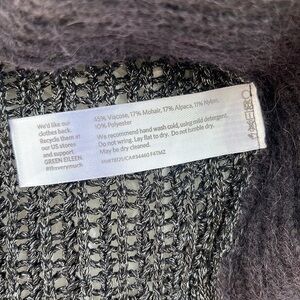 We'd like our
clothes back.
Recycle them at
our US stores
and support
GREEN EILEEN
#thxverymuch
45% Viscose, 17% Mohair, 17% Alpaca, 11% Nylon,
10% Polyester
We recommend hand wash cold, using mild detergent.
Do not wring. Lay flat to dry. Do not tumble dry.
May be dry cleaned.